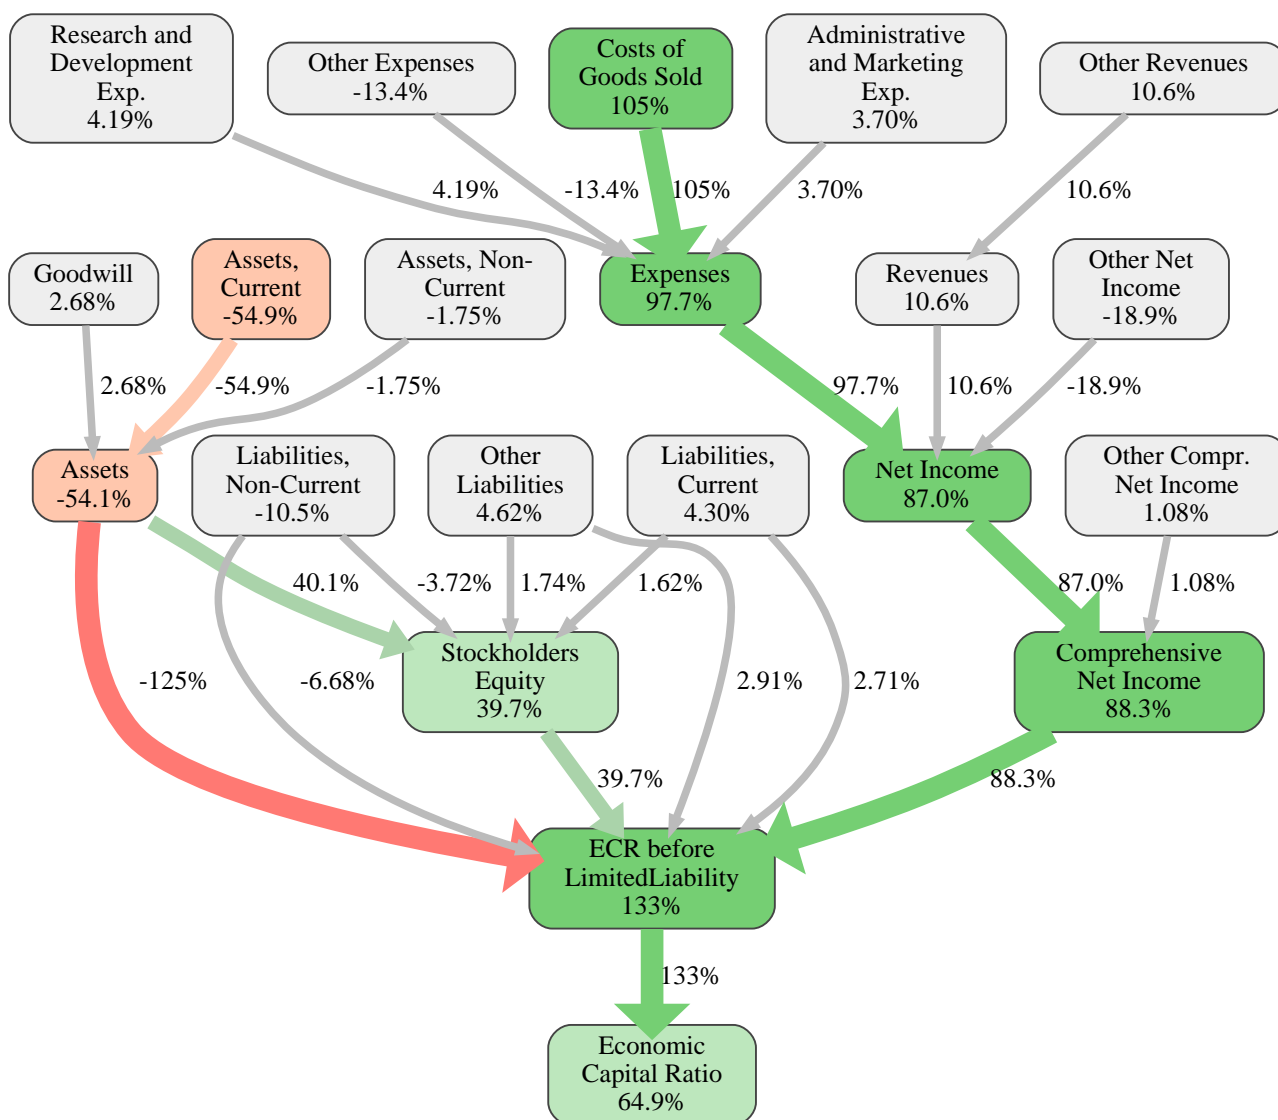 Research and
Development
Exp.
4.19%
Other Expenses
-13.4%
Costs of
Goods Sold
105%
Administrative
and Marketing
Exp.
3.70%
Other Revenues
10.6%
4.19%
-13.4%
105%
3.70%
10.6%
Goodwill
2.68%
Assets,
Current
-54.9%
Assets, Non-
Current
-1.75%
Expenses
97.7%
Revenues
10.6%
Other Net
Income
-18.9%
2.68%
-54.9%
-1.75%
97.7%
10.6%
-18.9%
Assets
-54.1%
Liabilities,
Non-Current
-10.5%
Other
Liabilities
4.62%
Liabilities,
Current
4.30%
Net Income
87.0%
Other Compr.
Net Income
1.08%
40.1%
-3.72%
1.74%
1.62%
87.0%
1.08%
Stockholders
Equity
39.7%
Comprehensive
Net Income
88.3%
-125%
-6.68%
2.91%
2.71%
39.7%
88.3%
ECR before
LimitedLiability
133%
133%
Economic
Capital Ratio
64.9%